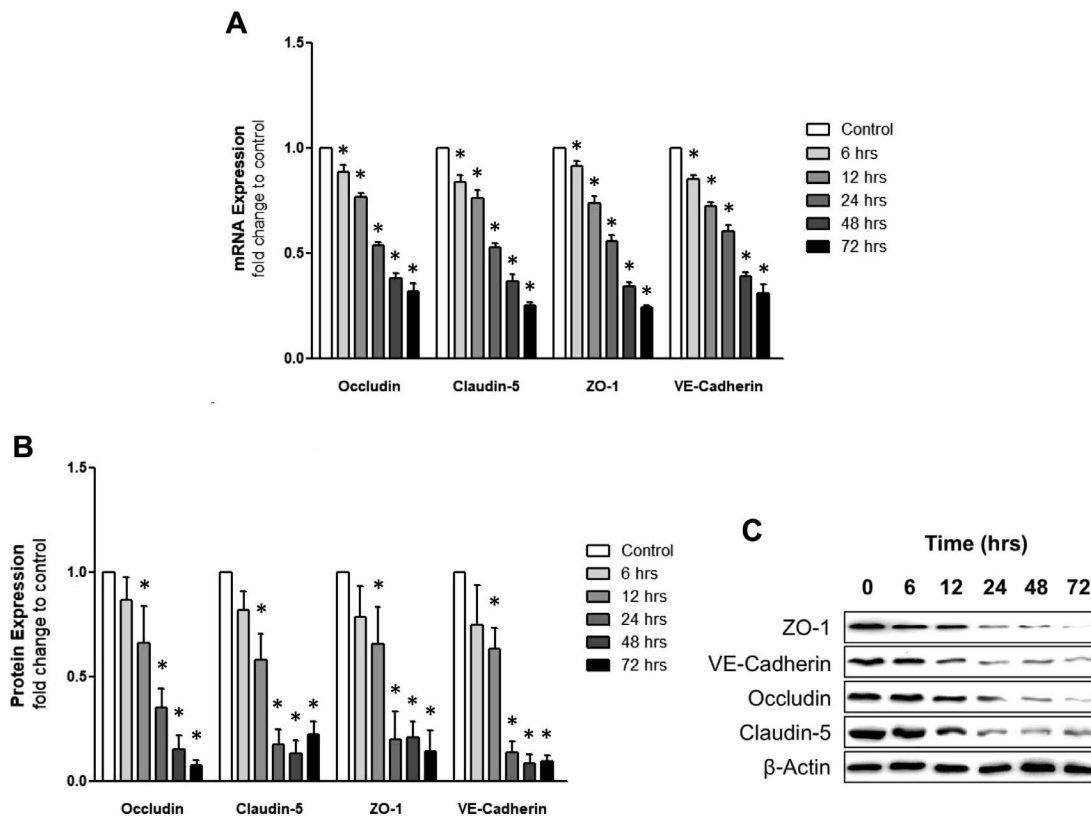 A
mRNA Expression
fold change to control
1.5
1.0
0.5
0.0
* * * * *
* * * * *
* * * * *
* * * * *
Occludin Claudin-5 ZO-1 VE-Cadherin
Control
6 hrs
12 hrs
24 hrs
48 hrs
72 hrs
B
Protein Expression
fold change to control
1.5
1.0
0.5
0.0
* * * *
* * * *
* * * *
* * * *
Occludin Claudin-5 ZO-1 VE-Cadherin
Control
6 hrs
12 hrs
24 hrs
48 hrs
72 hrs
C
Time (hrs)
0 6 12 24 48 72
ZO-1
VE-Cadherin
Occludin
Claudin-5
β-Actin